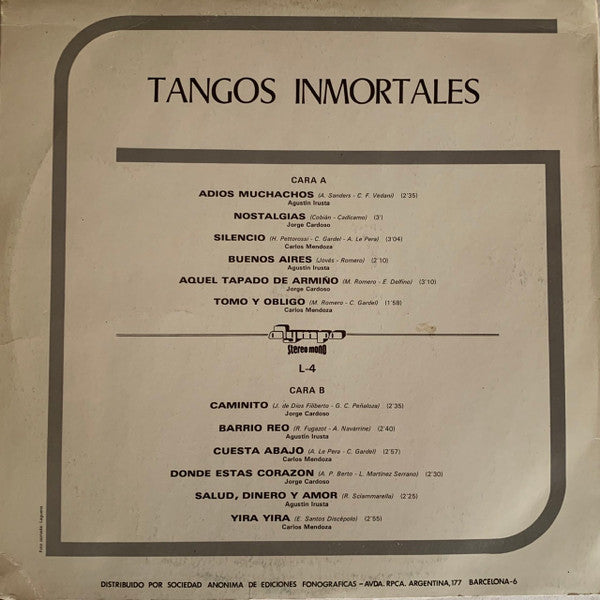 TANGOS INMORTALES
CARA A
ADIOS MUCHACHOS (A. Sanders - C. F. Vedani) (2'35)
Agustin Irusta
NOSTALGIAS (Cobián - Cadicamo) (3')
Jorge Cardoso
SILENCIO (H. Pettorossi - C. Gardel - A. Le Pera) (3'04)
Carlos Mendoza
BUENOS AIRES (Jovés - Romero) (2'10)
Agustin Irusta
AQUEL TAPADO DE ARMIÑO (M. Romero - E. Delfino) (3'10)
Jorge Cardoso
TOMO Y OBLIGO (M. Romero - C. Gardel) (1'58)
Carlos Mendoza
Olympo
Stereo mono
L-4
CARA B
CAMINITO (J. de Dios Filiberto - G. C. Peñaloza) (2'35)
Jorge Cardoso
BARRIO REO (R. Fugazot - A. Navarrine) (2'40)
Agustin Irusta
CUESTA ABAJO (A. Le Pera - C. Gardel) (2'57)
Carlos Mendoza
DONDE ESTAS CORAZON (A. P. Berto - L. Martínez Serrano) (2'30)
Jorge Cardoso
SALUD, DINERO Y AMOR (R. Sciammarella) (2'25)
Agustin Irusta
YIRA YIRA (E. Santos Discépolo) (2'55)
Carlos Mendoza
DISTRIBUIDO POR SOCIEDAD ANONIMA DE EDICIONES FONOGRAFICAS – AVDA. RPCA. ARGENTINA, 177 BARCELONA-6